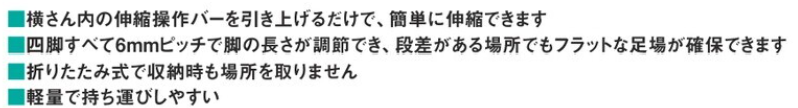 ■横さん内の伸縮操作バーを引き上げるだけで、簡単に伸縮できます
■四脚すべて6mmピッチで脚の長さが調節でき、段差がある場所でもフラットな足場が確保できます
■折りたたみ式で収納時も場所を取りません
■軽量で持ち運びしやすい